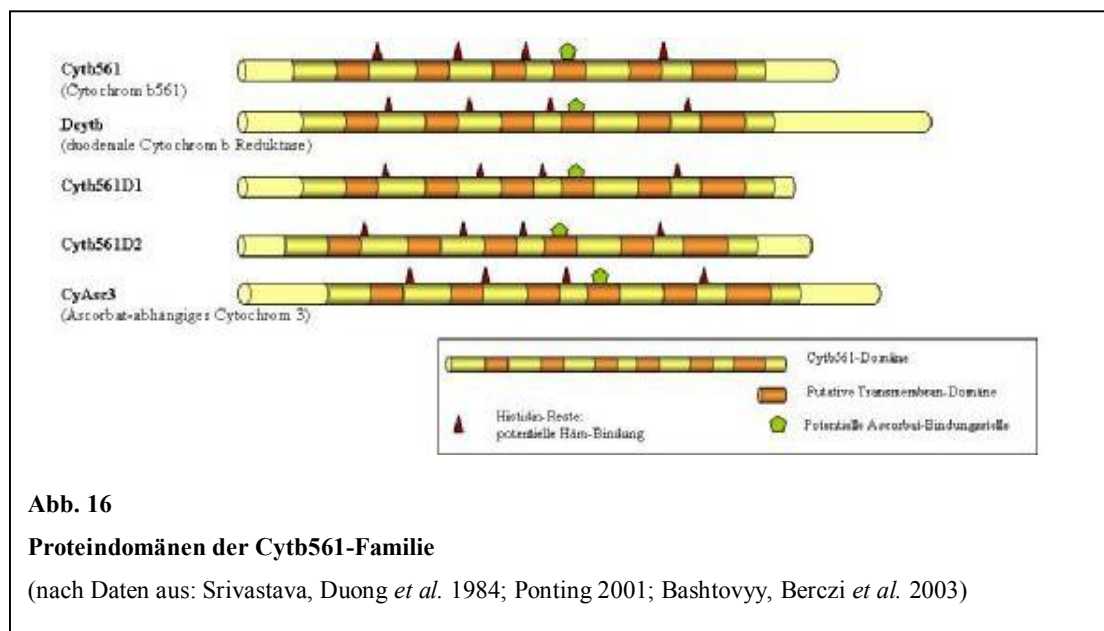 Cytb561
(Cytochrom b561)
Dcytb
(duodenale Cytochrom b Reduktase)
Cytb561D1
Cytb561D2
CyAsc3
(Ascorbat-abhängiges Cytochrom 3)
Cytb561-Domäne
Putative Transmembran-Domäne
Histidin-Reste:
potentielle Häm-Bindung
Potentielle Ascorbat-Bindungsstelle
Abb. 16
Proteindomänen der Cytb561-Familie
(nach Daten aus: Srivastava, Duong et al. 1984; Ponting 2001; Bashtovyy, Berczi et al. 2003)